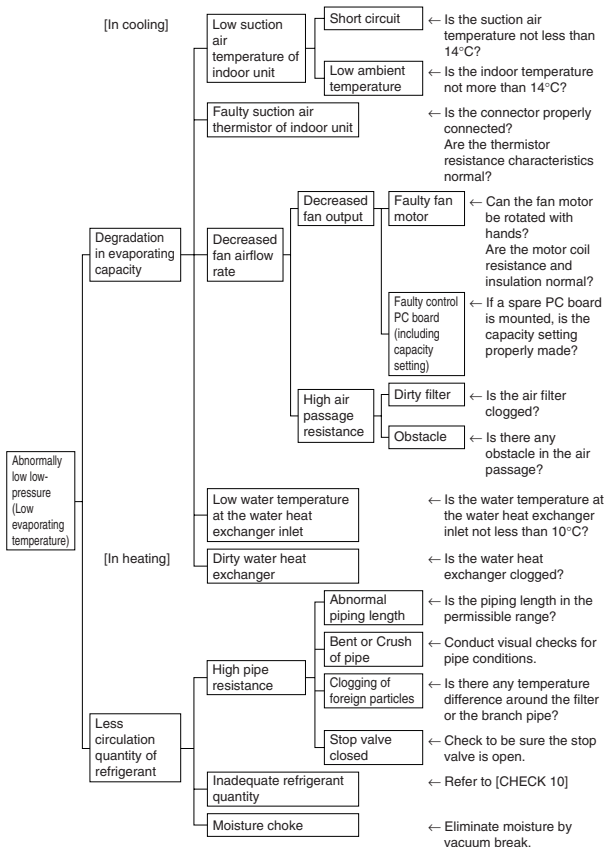 [In cooling]
Low suction
air
temperature of
indoor unit
Short circuit
← Is the suction air
temperature not less than
14°C?
Low ambient
temperature
← Is the indoor temperature
not more than 14°C?
Faulty suction air
thermistor of indoor unit
← Is the connector properly
connected?
Are the thermistor
resistance characteristics
normal?
Degradation
in evaporating
capacity
Decreased
fan airflow
rate
Decreased
fan output
Faulty fan
motor
← Can the fan motor
be rotated with
hands?
Are the motor coil
resistance and
insulation normal?
Faulty control
PC board
(including
capacity
setting)
← If a spare PC board
is mounted, is the
capacity setting
properly made?
High air
passage
resistance
Dirty filter
← Is the air filter
clogged?
Obstacle
← Is there any
obstacle in the air
passage?
Abnormally
low low-
pressure
(Low
evaporating
temperature)
Low water temperature
at the water heat
exchanger inlet
← Is the water temperature at
the water heat exchanger
inlet not less than 10°C?
[In heating]
Dirty water heat
exchanger
← Is the water heat
exchanger clogged?
Less
circulation
quantity of
refrigerant
High pipe
resistance
Abnormal
piping length
← Is the piping length in the
permissible range?
Bent or Crush
of pipe
← Conduct visual checks for
pipe conditions.
Clogging of
foreign particles
← Is there any temperature
difference around the filter
or the branch pipe?
Stop valve
closed
← Check to be sure the stop
valve is open.
Inadequate refrigerant
quantity
← Refer to [CHECK 10]
Moisture choke
← Eliminate moisture by
vacuum break.